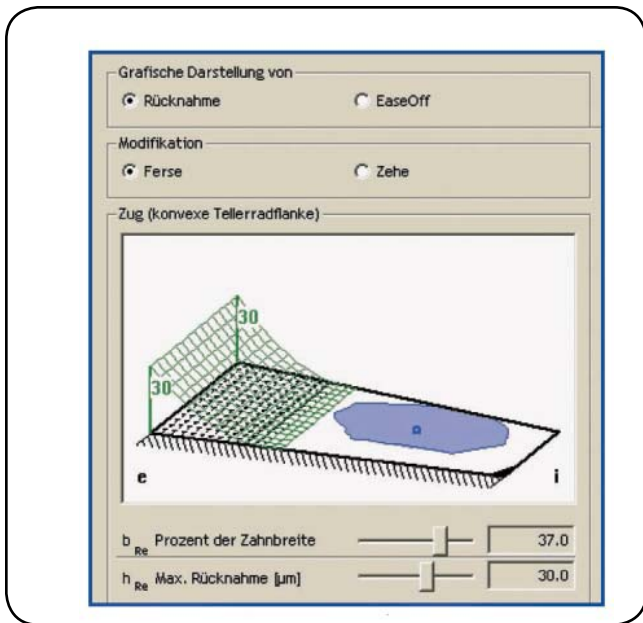 Grafische Darstellung von
Rücknahme EaseOff
Modifikation
Ferse Zehe
Zug (konvexe Tellerradflanke)
30
30
e i
b Re Prozent der Zahnbreite 37.0
h Re Max. Rücknahme [µm] 30.0